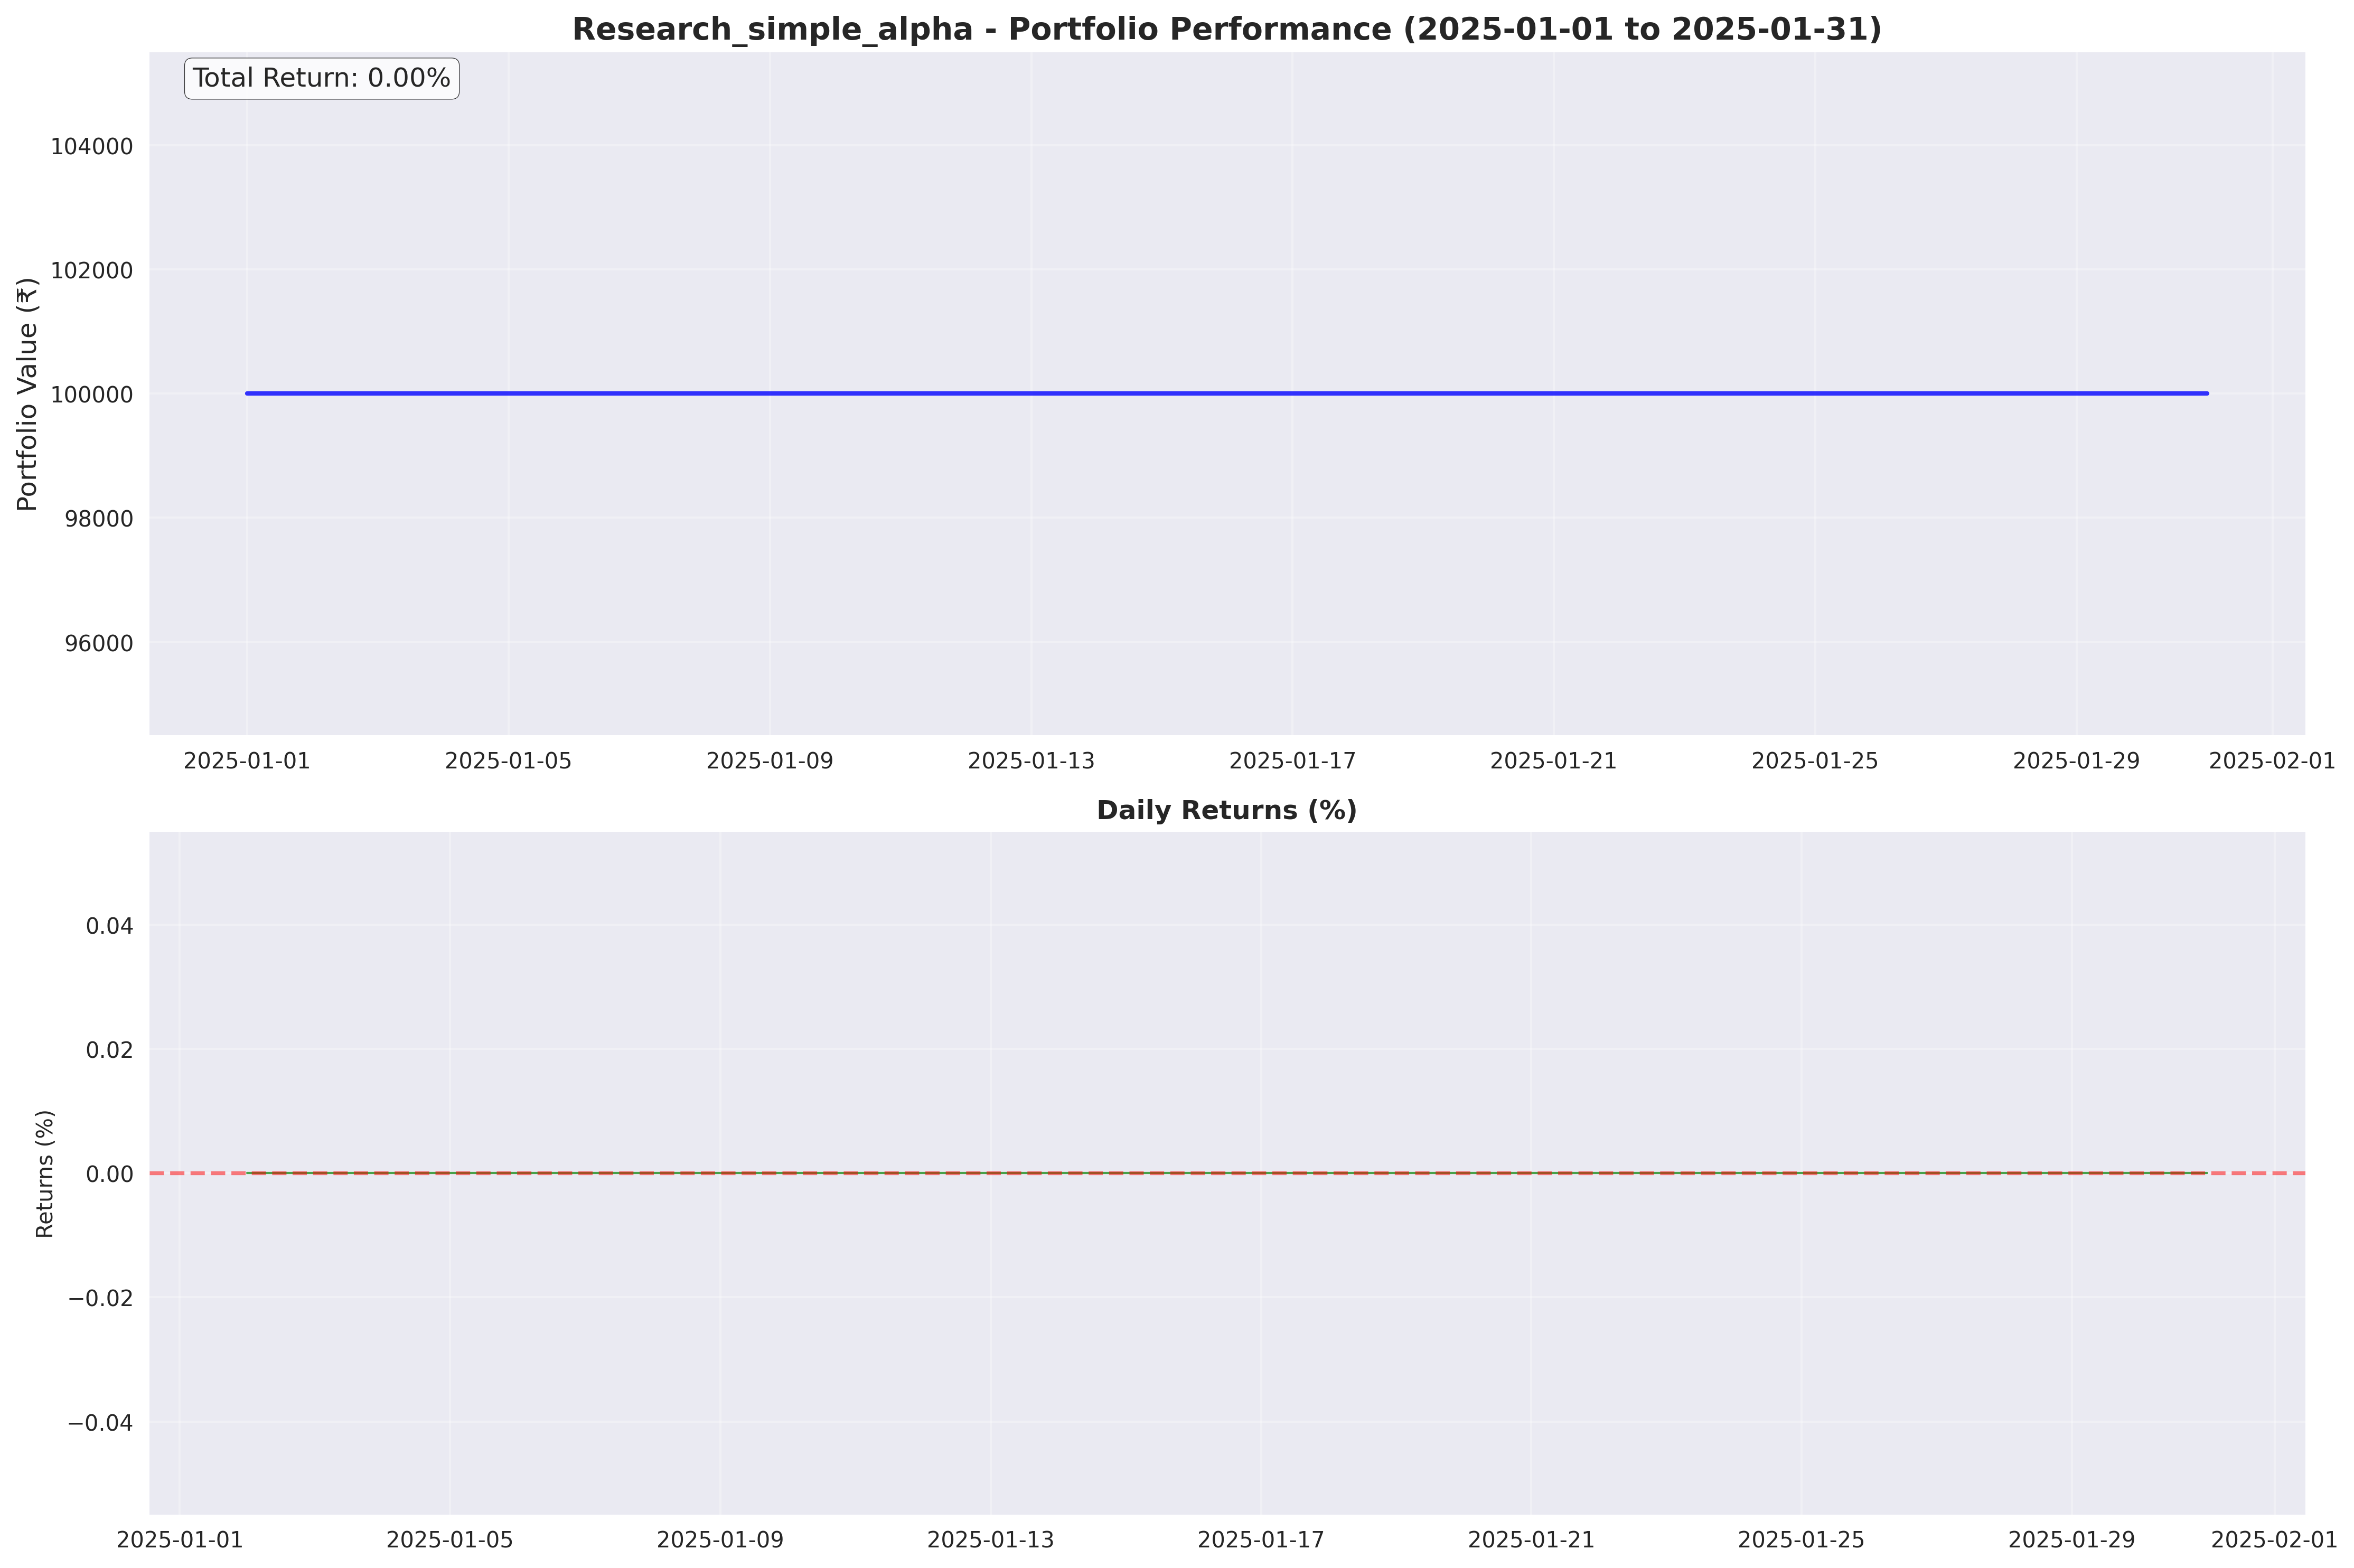 Research_simple_alpha - Portfolio Performance (2025-01-01 to 2025-01-31)
Total Return: 0.00%
Portfolio Value (₹)
104000
102000
100000
98000
96000
2025-01-01 2025-01-05 2025-01-09 2025-01-13 2025-01-17 2025-01-21 2025-01-25 2025-01-29 2025-02-01
Daily Returns (%)
Returns (%)
0.04
0.02
0.00
−0.02
−0.04
2025-01-01 2025-01-05 2025-01-09 2025-01-13 2025-01-17 2025-01-21 2025-01-25 2025-01-29 2025-02-01